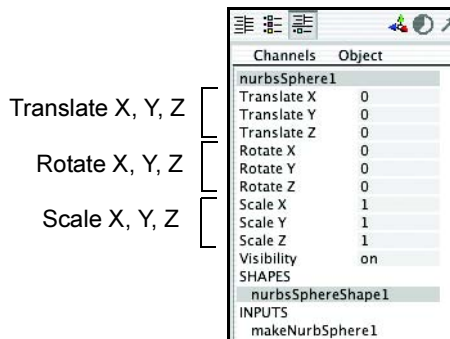 Channels Object
nurbsSphere1
Translate X 0
Translate Y 0
Translate Z 0
Rotate X 0
Rotate Y 0
Rotate Z 0
Scale X 1
Scale Y 1
Scale Z 1
Visibility on
SHAPES
nurbsSphereShape1
INPUTS
makeNurbSphere1
Translate X, Y, Z
Rotate X, Y, Z
Scale X, Y, Z